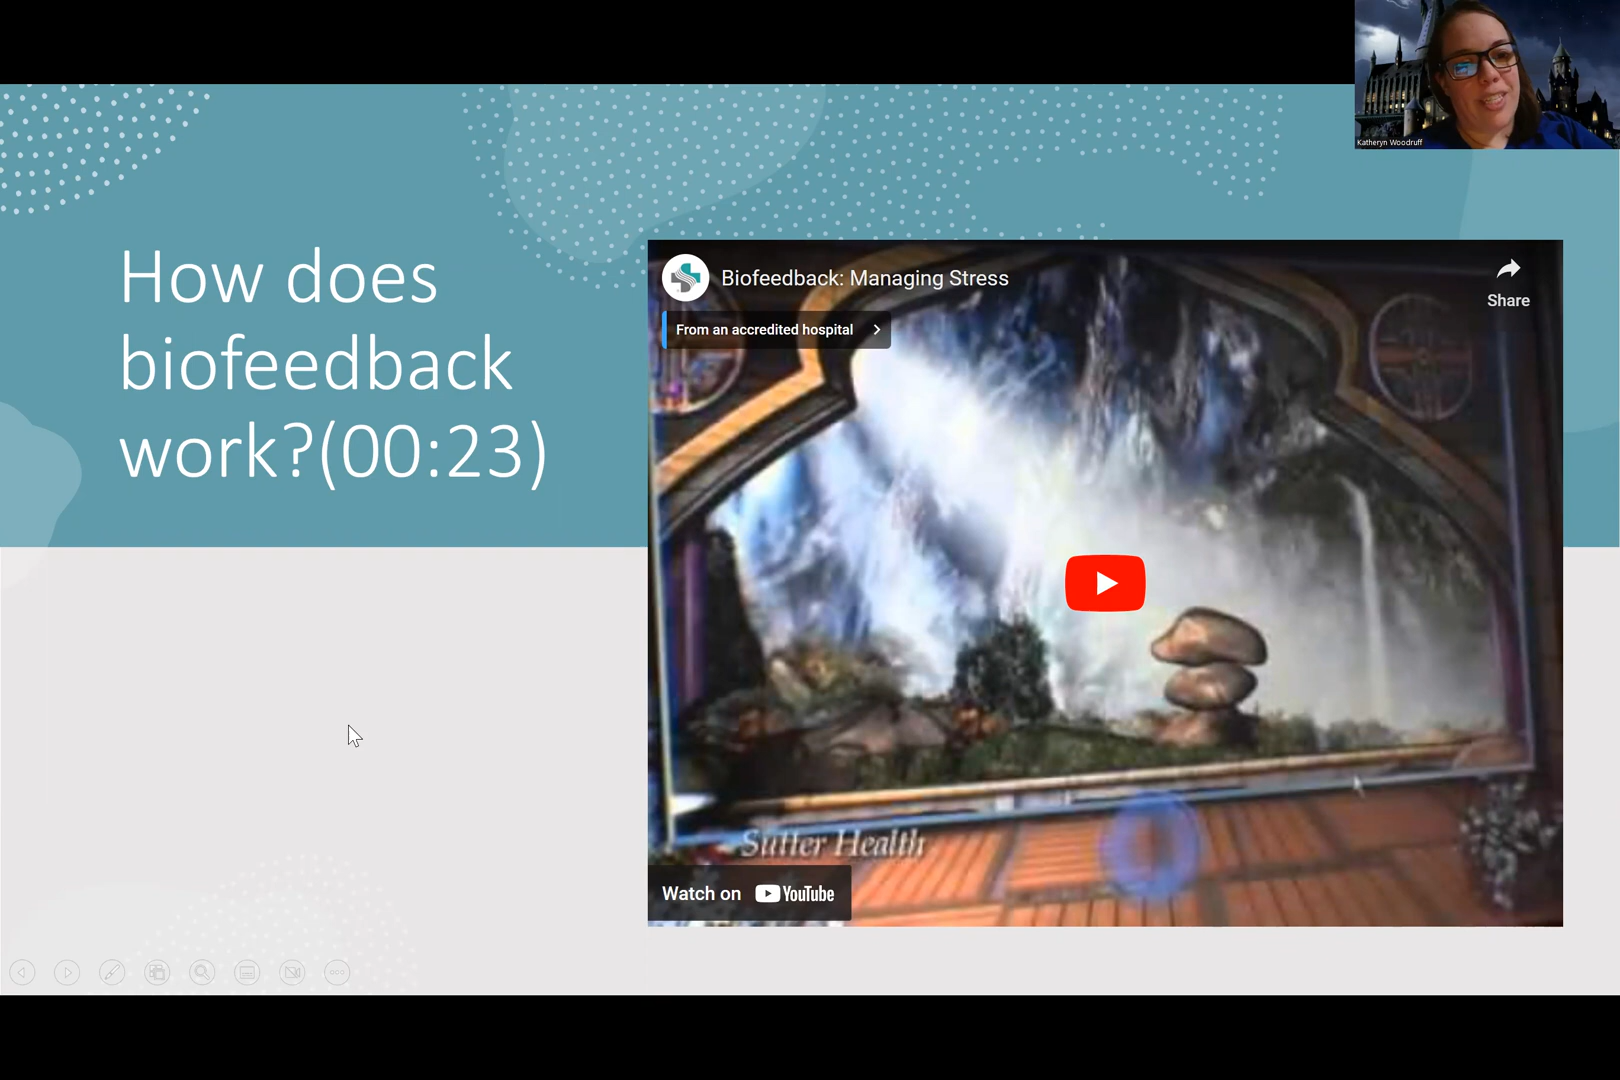 Katheryn Woodruff
How does
biofeedback
work?(00:23)
Biofeedback: Managing Stress
Share
From an accredited hospital
Sutter Health
Watch on YouTube